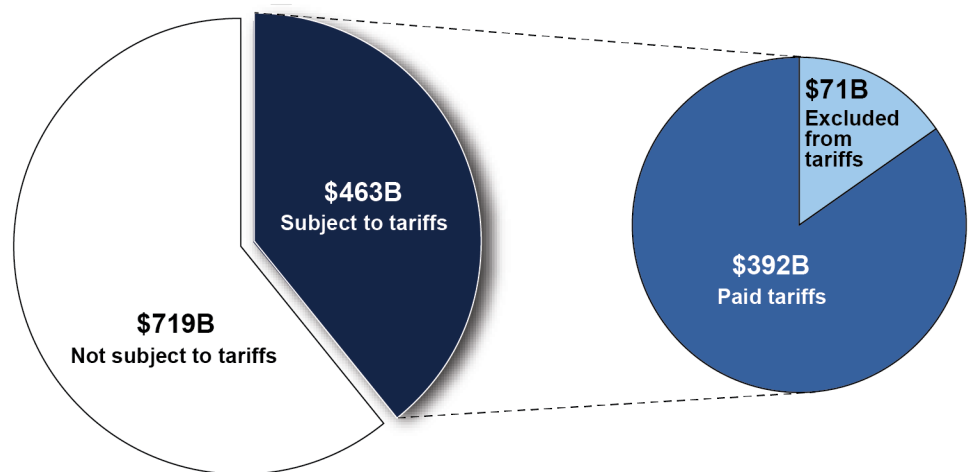 $463B
Subject to tariffs
$719B
Not subject to tariffs
$71B
Excluded
from
tariffs
$392B
Paid tariffs